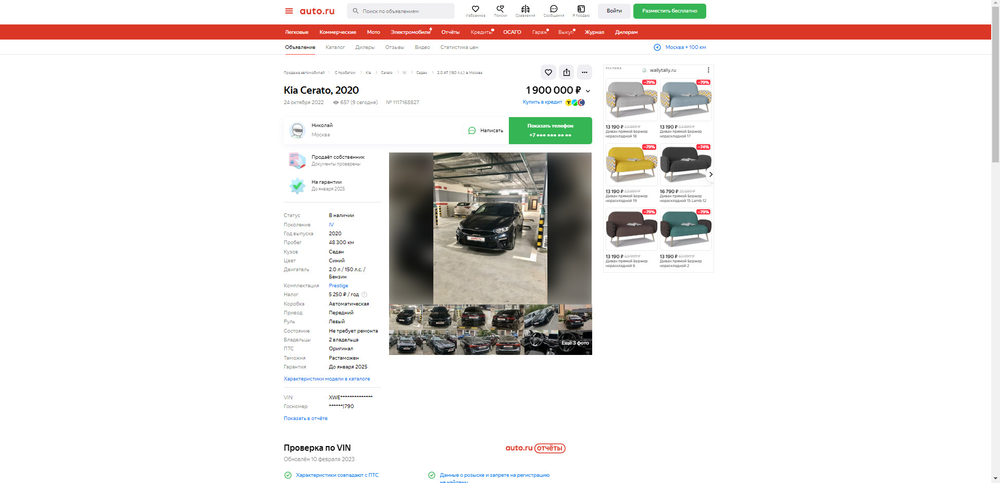 auto.ru
Поиск по объявлениям
Избранное
Поиски
Сравнения
Сообщения
Я продаю
Войти
Разместить бесплатно
Легковые Коммерческие Мото Электромобили Отчёты Кредиты ОСАГО Гараж Выкуп Журнал Дилерам
Объявление Каталог Дилеры Отзывы Видео Статистика цен
Москва + 100 км
Продажа автомобилей С пробегом Kia Cerato IV Седан 2.0 AT (150 л.с.) в Москве
Kia Cerato, 2020
1 900 000 ₽
24 октября 2022 657 (9 сегодня) № 1117168827
Купить в кредит
Николай
Москва
Написать
Показать телефон
+7 ••• ••• •• ••
Продаёт собственник
Документы проверены
На гарантии
До января 2025
Статус В наличии
Поколение IV
Год выпуска 2020
Пробег 48 300 км
Кузов Седан
Цвет Синий
Двигатель 2.0 л / 150 л.с. /
Бензин
Комплектация Prestige
Налог 5 250 ₽ / год
Коробка Автоматическая
Привод Передний
Руль Левый
Состояние Не требует ремонта
Владельцы 2 владельца
ПТС Оригинал
Таможня Растаможен
Гарантия До января 2025
Характеристики модели в каталоге
VIN XWE**************
Госномер ******|790
Показать в отчёте
auto.ru
Ещё 3 фото
Проверка по VIN
Обновлён 10 февраля 2023
auto.ru отчёты
Характеристики совпадают с ПТС
Данные о розыске и запрете на регистрацию
не найдены
РЕКЛАМА
wallytally.ru
−79%
−79%
13 190 ₽ 63 990 ₽
Диван прямой Бержер
нераскладной 18
13 190 ₽ 63 990 ₽
Диван прямой Бержер
нераскладной 17
−79%
−74%
13 190 ₽ 63 990 ₽
Диван прямой Бержер
нераскладной 19
16 790 ₽
Диван прямой Бержер
нераскладной 15 Lamb 12
−79%
−79%
13 190 ₽ 63 990 ₽
Диван прямой Бержер
нераскладной 6
13 190 ₽ 63 990 ₽
Диван прямой Бержер
нераскладной 2